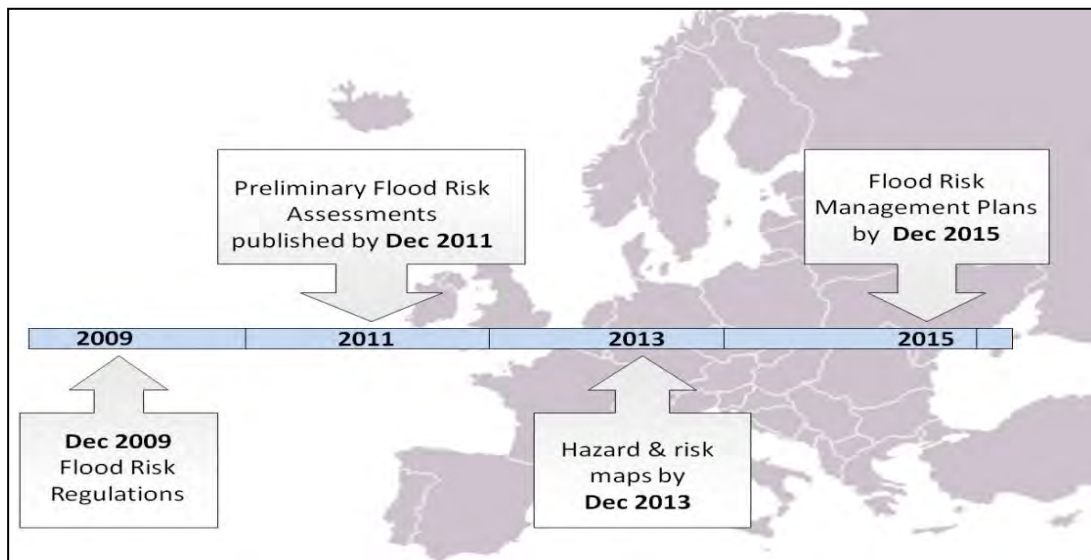 Preliminary Flood Risk
Assessments
published by Dec 2011
Flood Risk
Management Plans
by Dec 2015
2009 2011 2013 2015
Dec 2009
Flood Risk
Regulations
Hazard & risk
maps by
Dec 2013